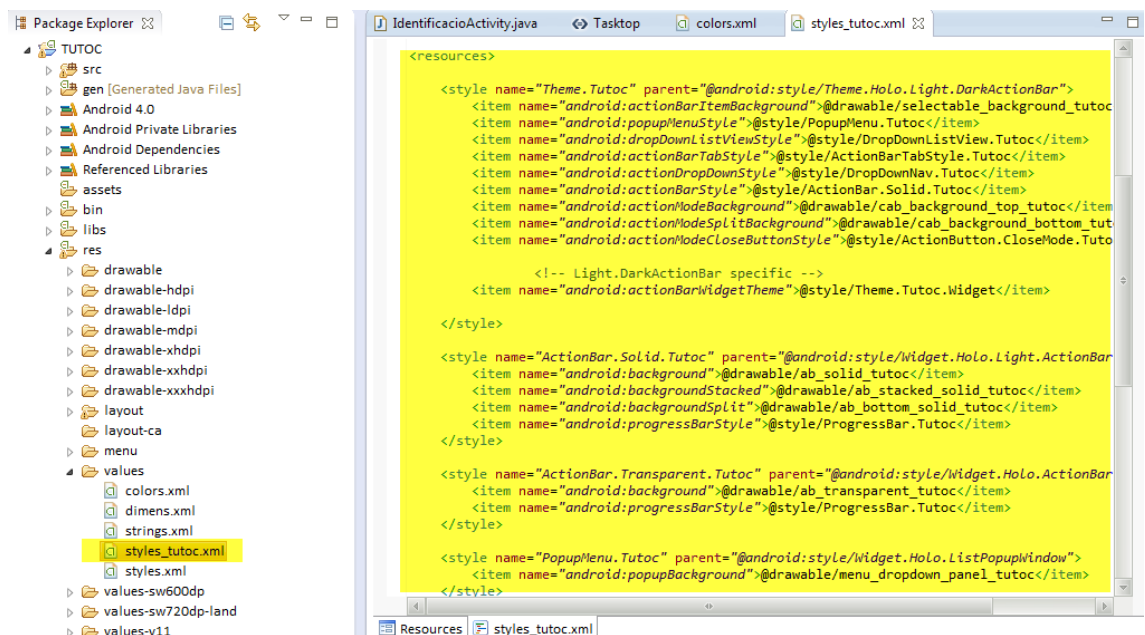 Package Explorer
TUTOC
src
gen [Generated Java Files]
Android 4.0
Android Private Libraries
Android Dependencies
Referenced Libraries
assets
bin
libs
res
drawable
drawable-hdpi
drawable-ldpi
drawable-mdpi
drawable-xhdpi
drawable-xxhdpi
drawable-xxxhdpi
layout
layout-ca
menu
values
colors.xml
dimens.xml
strings.xml
styles_tutoc.xml
styles.xml
values-sw600dp
values-sw720dp-land
values-v11
IdentificacioActivity.java Tasktop colors.xml styles_tutoc.xml
<resources>
<style name="Theme.Tutoc" parent="@android:style/Theme.Holo.Light.DarkActionBar">
<item name="android:actionBarItemBackground">@drawable/selectable_background_tutoc
<item name="android:popupMenuStyle">@style/PopupMenu.Tutoc</item>
<item name="android:dropDownListViewStyle">@style/DropDownListView.Tutoc</item>
<item name="android:actionBarTabStyle">@style/ActionBarTabStyle.Tutoc</item>
<item name="android:actionDropDownStyle">@style/DropDownNav.Tutoc</item>
<item name="android:actionBarStyle">@style/ActionBar.Solid.Tutoc</item>
<item name="android:actionModeBackground">@drawable/cab_background_top_tutoc</item
<item name="android:actionModeSplitBackground">@drawable/cab_background_bottom_tut
<item name="android:actionModeCloseButtonStyle">@style/ActionButton.CloseMode.Tuto
<!-- Light.DarkActionBar specific -->
<item name="android:actionBarWidgetTheme">@style/Theme.Tutoc.Widget</item>
</style>
<style name="ActionBar.Solid.Tutoc" parent="@android:style/Widget.Holo.Light.ActionBar
<item name="android:background">@drawable/ab_solid_tutoc</item>
<item name="android:backgroundStacked">@drawable/ab_stacked_solid_tutoc</item>
<item name="android:backgroundSplit">@drawable/ab_bottom_solid_tutoc</item>
<item name="android:progressBarStyle">@style/ProgressBar.Tutoc</item>
</style>
<style name="ActionBar.Transparent.Tutoc" parent="@android:style/Widget.Holo.ActionBar
<item name="android:background">@drawable/ab_transparent_tutoc</item>
<item name="android:progressBarStyle">@style/ProgressBar.Tutoc</item>
</style>
<style name="PopupMenu.Tutoc" parent="@android:style/Widget.Holo.ListPopupWindow">
<item name="android:popupBackground">@drawable/menu_dropdown_panel_tutoc</item>
</style>
Resources styles_tutoc.xml